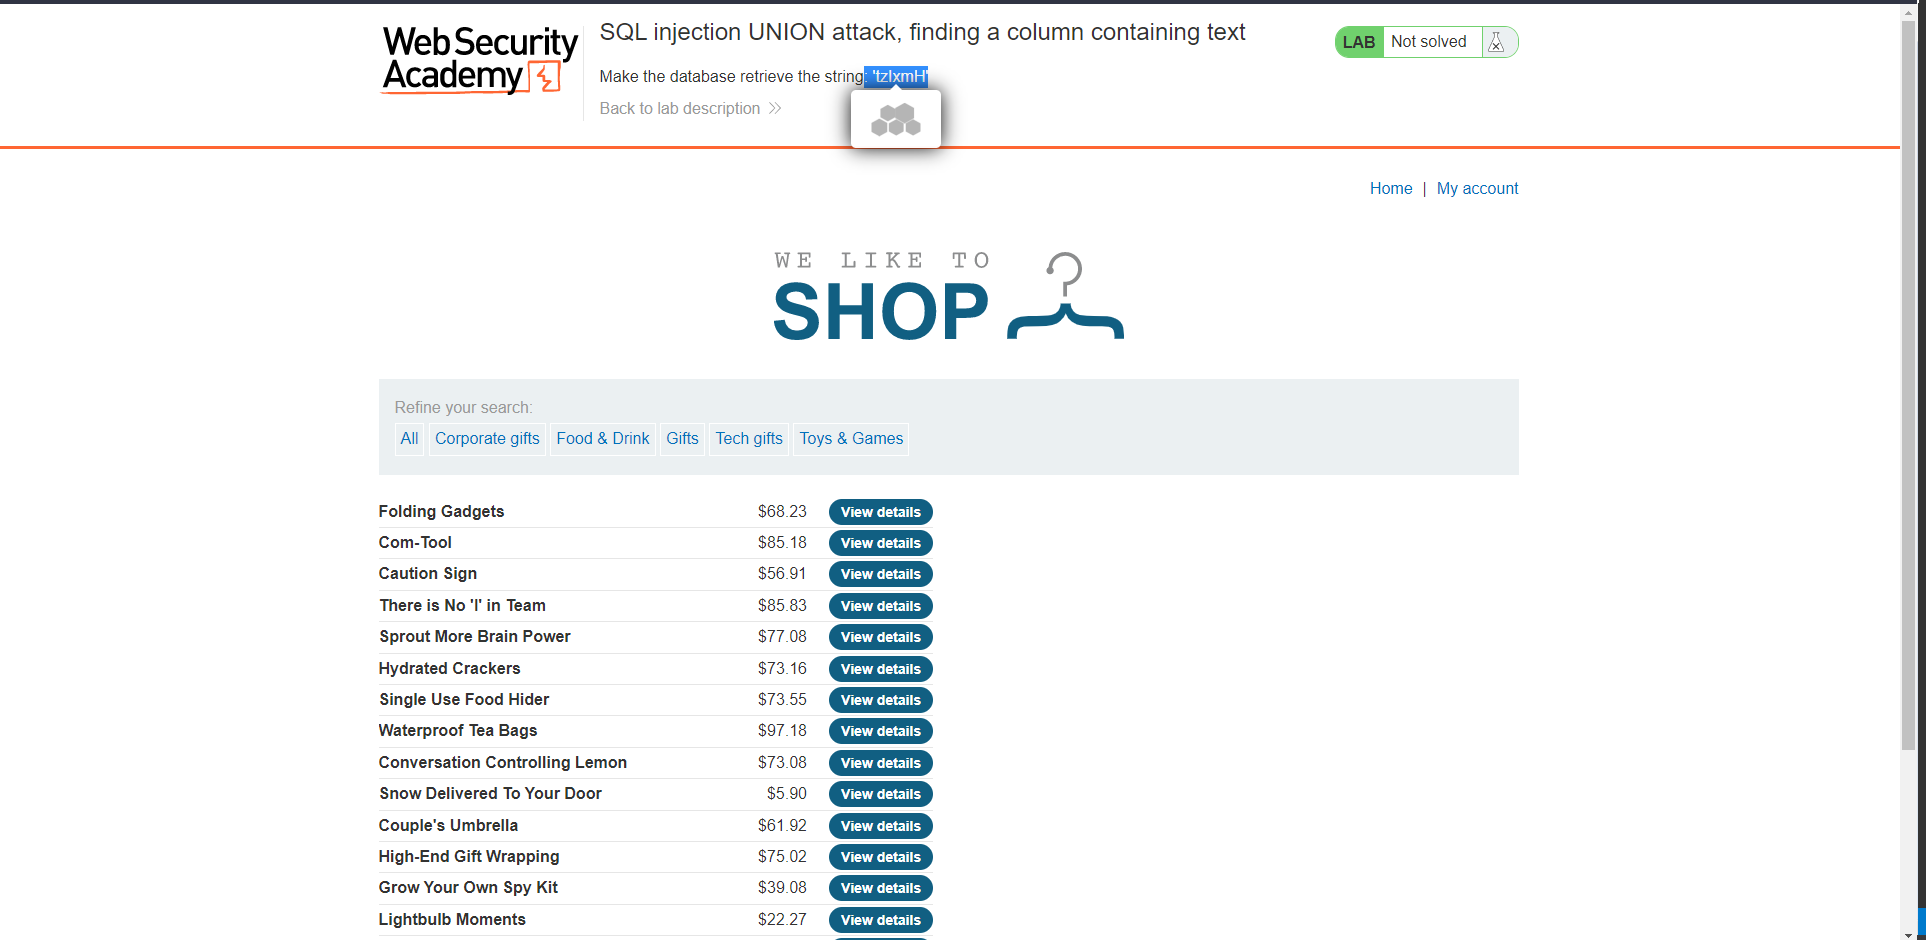 Web Security
Academy
SQL injection UNION attack, finding a column containing text
LAB Not solved
Make the database retrieve the string: 'tzIxmH'
Back to lab description
Home | My account
WE LIKE TO
SHOP
Refine your search:
All Corporate gifts Food & Drink Gifts Tech gifts Toys & Games
Folding Gadgets $68.23 View details
Com-Tool $85.18 View details
Caution Sign $56.91 View details
There is No 'I' in Team $85.83 View details
Sprout More Brain Power $77.08 View details
Hydrated Crackers $73.16 View details
Single Use Food Hider $73.55 View details
Waterproof Tea Bags $97.18 View details
Conversation Controlling Lemon $73.08 View details
Snow Delivered To Your Door $5.90 View details
Couple's Umbrella $61.92 View details
High-End Gift Wrapping $75.02 View details
Grow Your Own Spy Kit $39.08 View details
Lightbulb Moments $22.27 View details